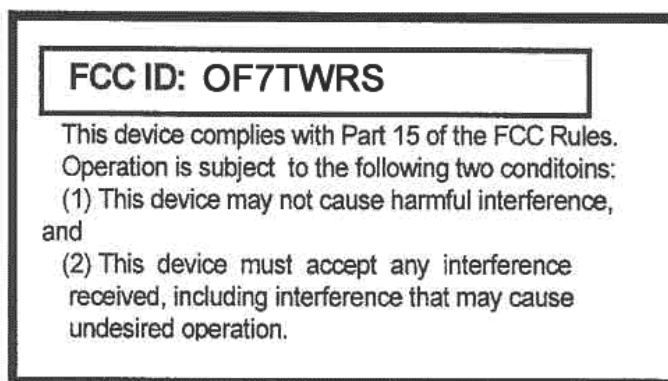 FCC ID: OF7TWRS
This device complies with Part 15 of the FCC Rules.
Operation is subject to the following two conditoins:
(1) This device may not cause harmful interference,
and
(2) This device must accept any interference
received, including interference that may cause
undesired operation.